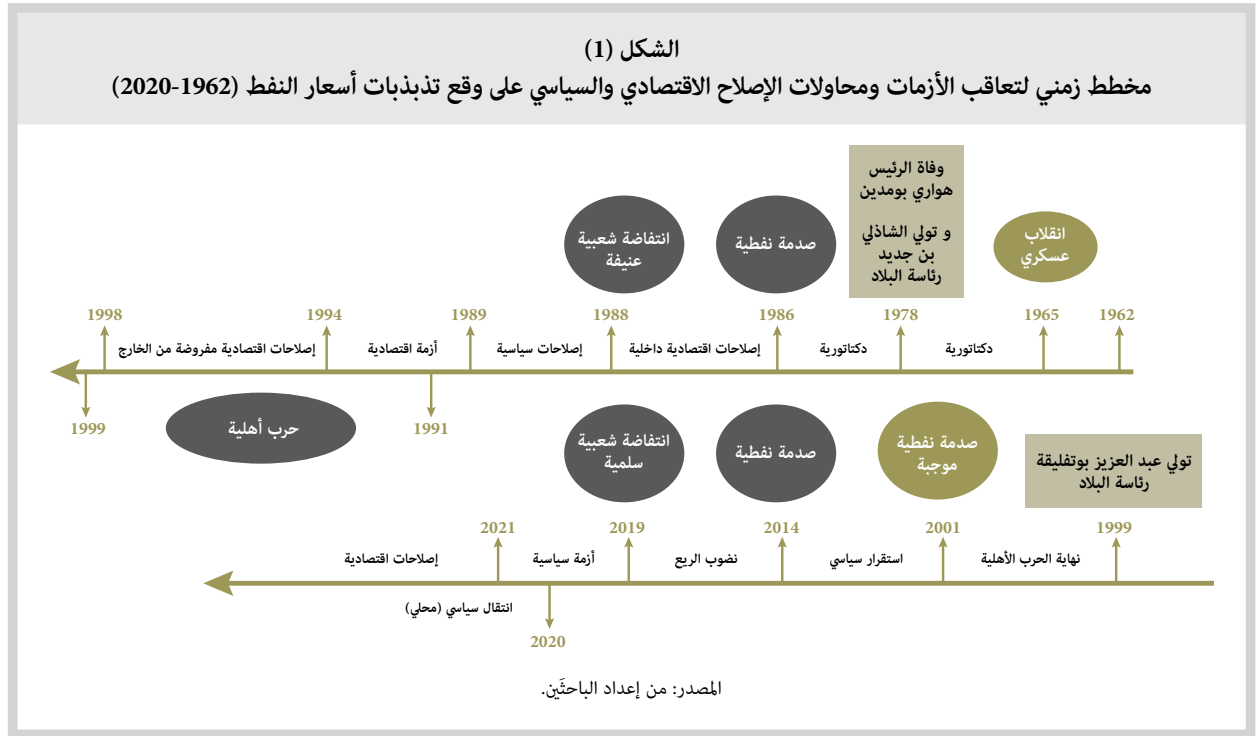 الشكل (1)
مخطط زمني لتعاقب الأزمات ومحاولات الإصلاح الاقتصادي والسياسي على وقع تذبذبات أسعار النفط (1962-2020)
انقلاب
عسكري
وفاة الرئيس
هواري بومدين
و تولي الشاذلي
بن جديد
رئاسة البلاد
صدمة نفطية
انتفاضة شعبية
عنيفة
1962
1965
1978
1986
1988
1989
1994
1998
دكتاتورية
دكتاتورية
إصلاحات اقتصادية داخلية
إصلاحات سياسية
أزمة اقتصادية
إصلاحات اقتصادية مفروضة من الخارج
1991
1999
حرب أهلية
تولي عبد العزيز بوتفليقة
رئاسة البلاد
صدمة نفطية
موجبة
صدمة نفطية
انتفاضة شعبية
سلمية
1999
2001
2014
2019
2021
نهاية الحرب الأهلية
استقرار سياسي
نضوب الريع
أزمة سياسية
إصلاحات اقتصادية
انتقال سياسي (محلي)
2020
المصدر: من إعداد الباحثَين.